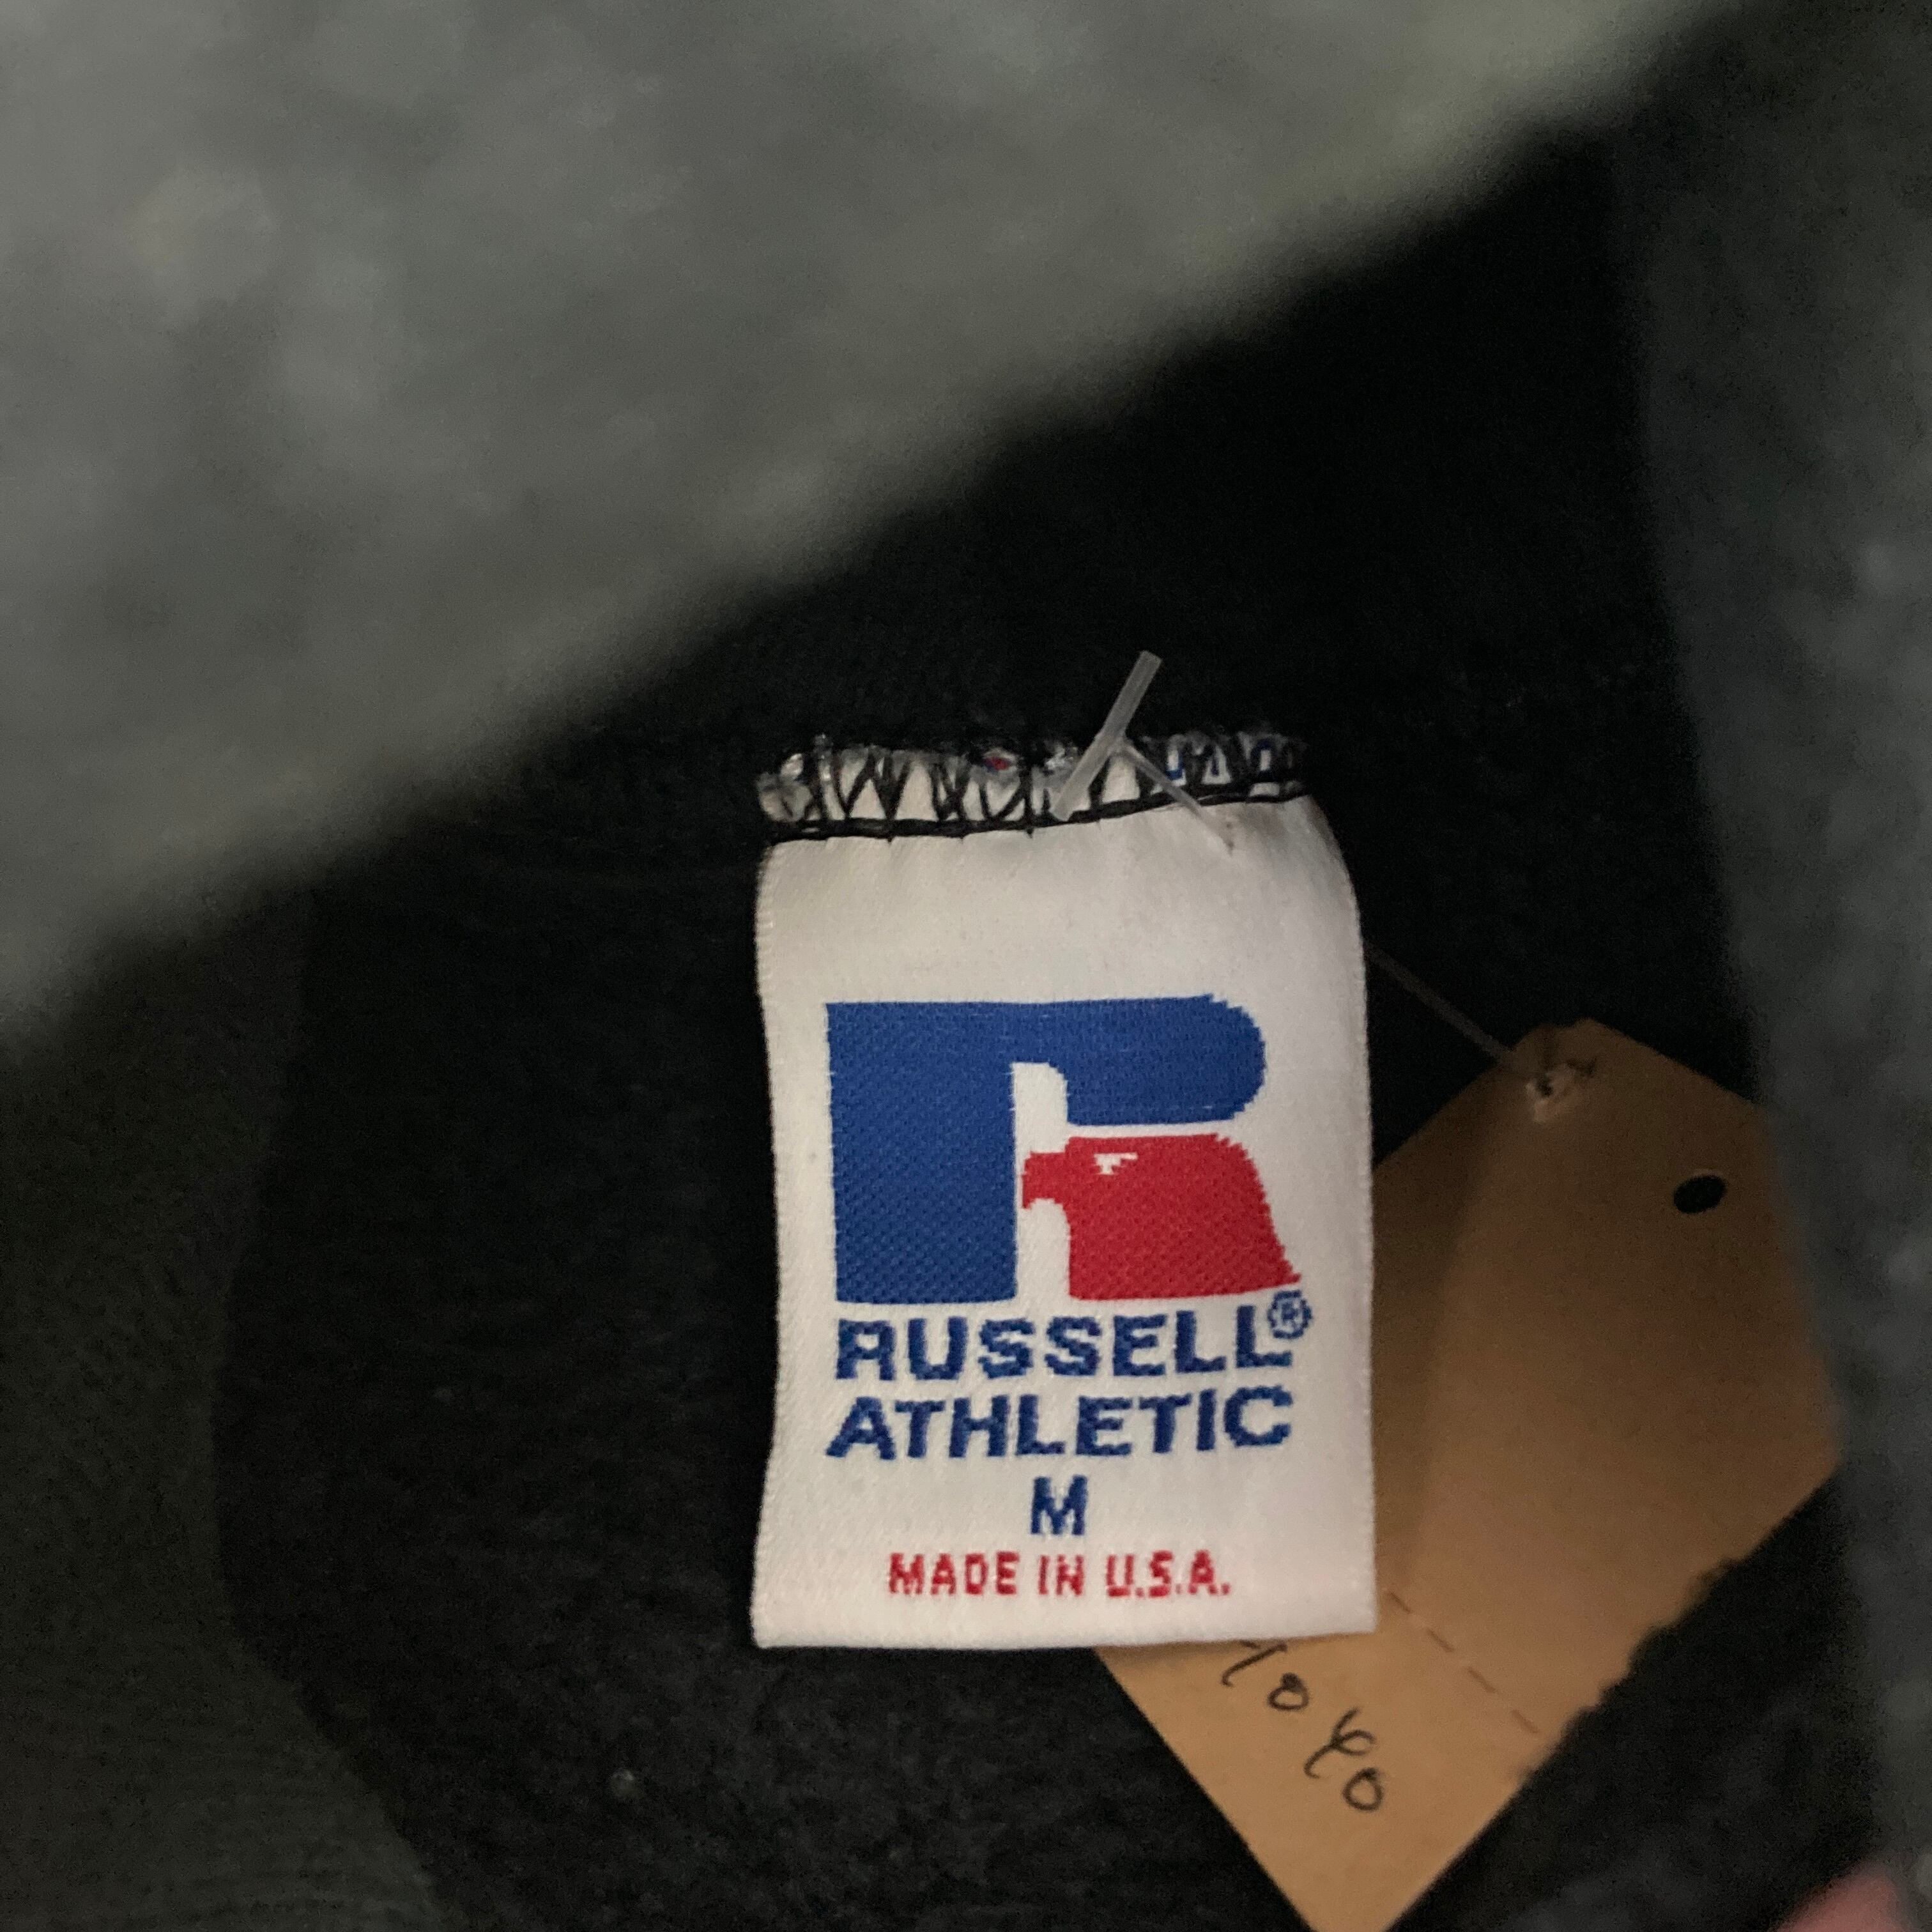 RUSSELL®
ATHLETIC
M
MADE IN U.S.A.